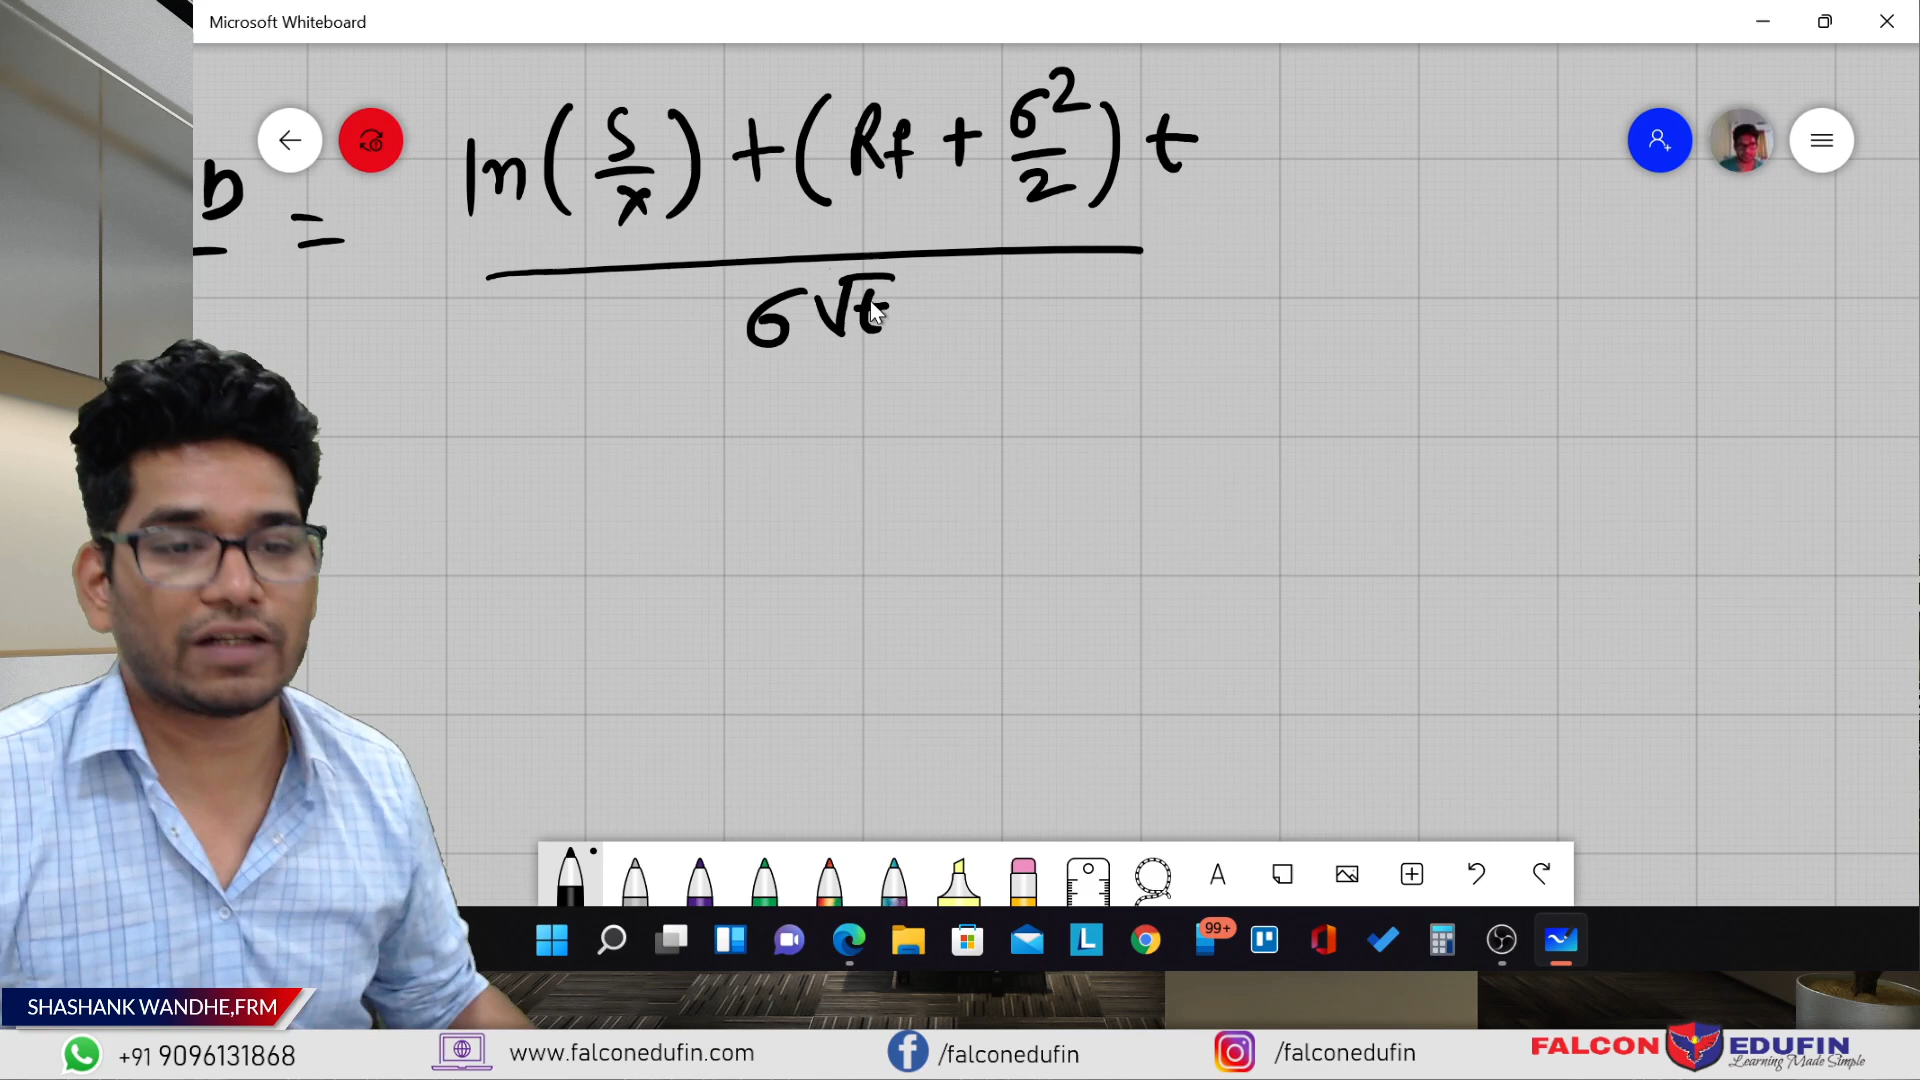 Microsoft Whiteboard
D = ln(S/x) + (Rf + σ²/2) t
σ√t
A
99+
L
SHASHANK WANDHE,FRM
+91 9096131868
www.falconedufin.com
/falconedufin
/falconedufin
FALCON EDUFIN
Learning Made Simple